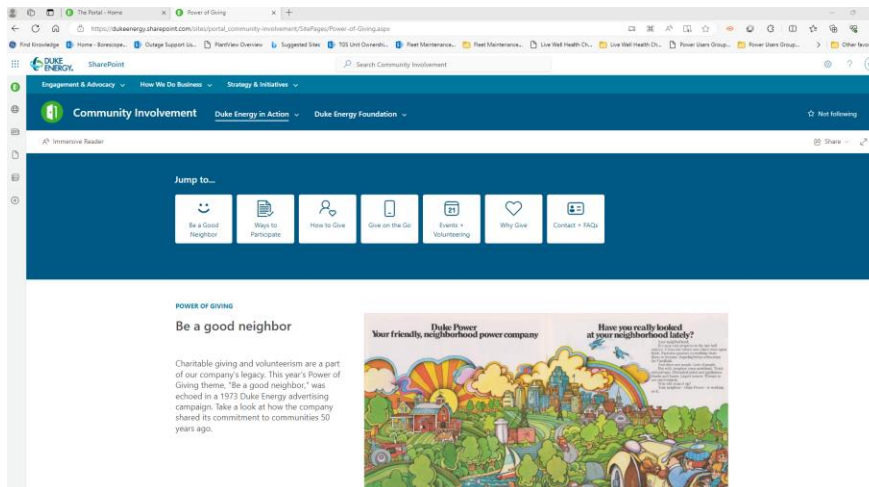 The Portal - Home
Power of Giving
https://dukeenergy.sharepoint.com/sites/portal_community-involvement/SitePages/Power-of-Giving.aspx
Find Knowledge Home - Borescope... Outage Support Us... PlantView Overview Suggested Sites TOS Unit Ownershi... Fleet Maintenance... Fleet Maintenance... Live Well Health Ch... Live Well Health Ch... Power Users Group... Power Users Group... Other favo
DUKE ENERGY. SharePoint Search Community Involvement
Engagement & Advocacy How We Do Business Strategy & Initiatives
Community Involvement Duke Energy in Action Duke Energy Foundation Not following
Immersive Reader Share
Jump to...
Be a Good Neighbor
Ways to Participate
How to Give
Give on the Go
21
Events + Volunteering
Why Give
Contact + FAQs
POWER OF GIVING
Be a good neighbor
Charitable giving and volunteerism are a part
of our company's legacy. This year's Power of
Giving theme, "Be a good neighbor," was
echoed in a 1973 Duke Energy advertising
campaign. Take a look at how the company
shared its commitment to communities 50
years ago.
Duke Power
Your friendly, neighborhood power company
Have you really looked
at your neighborhood lately?